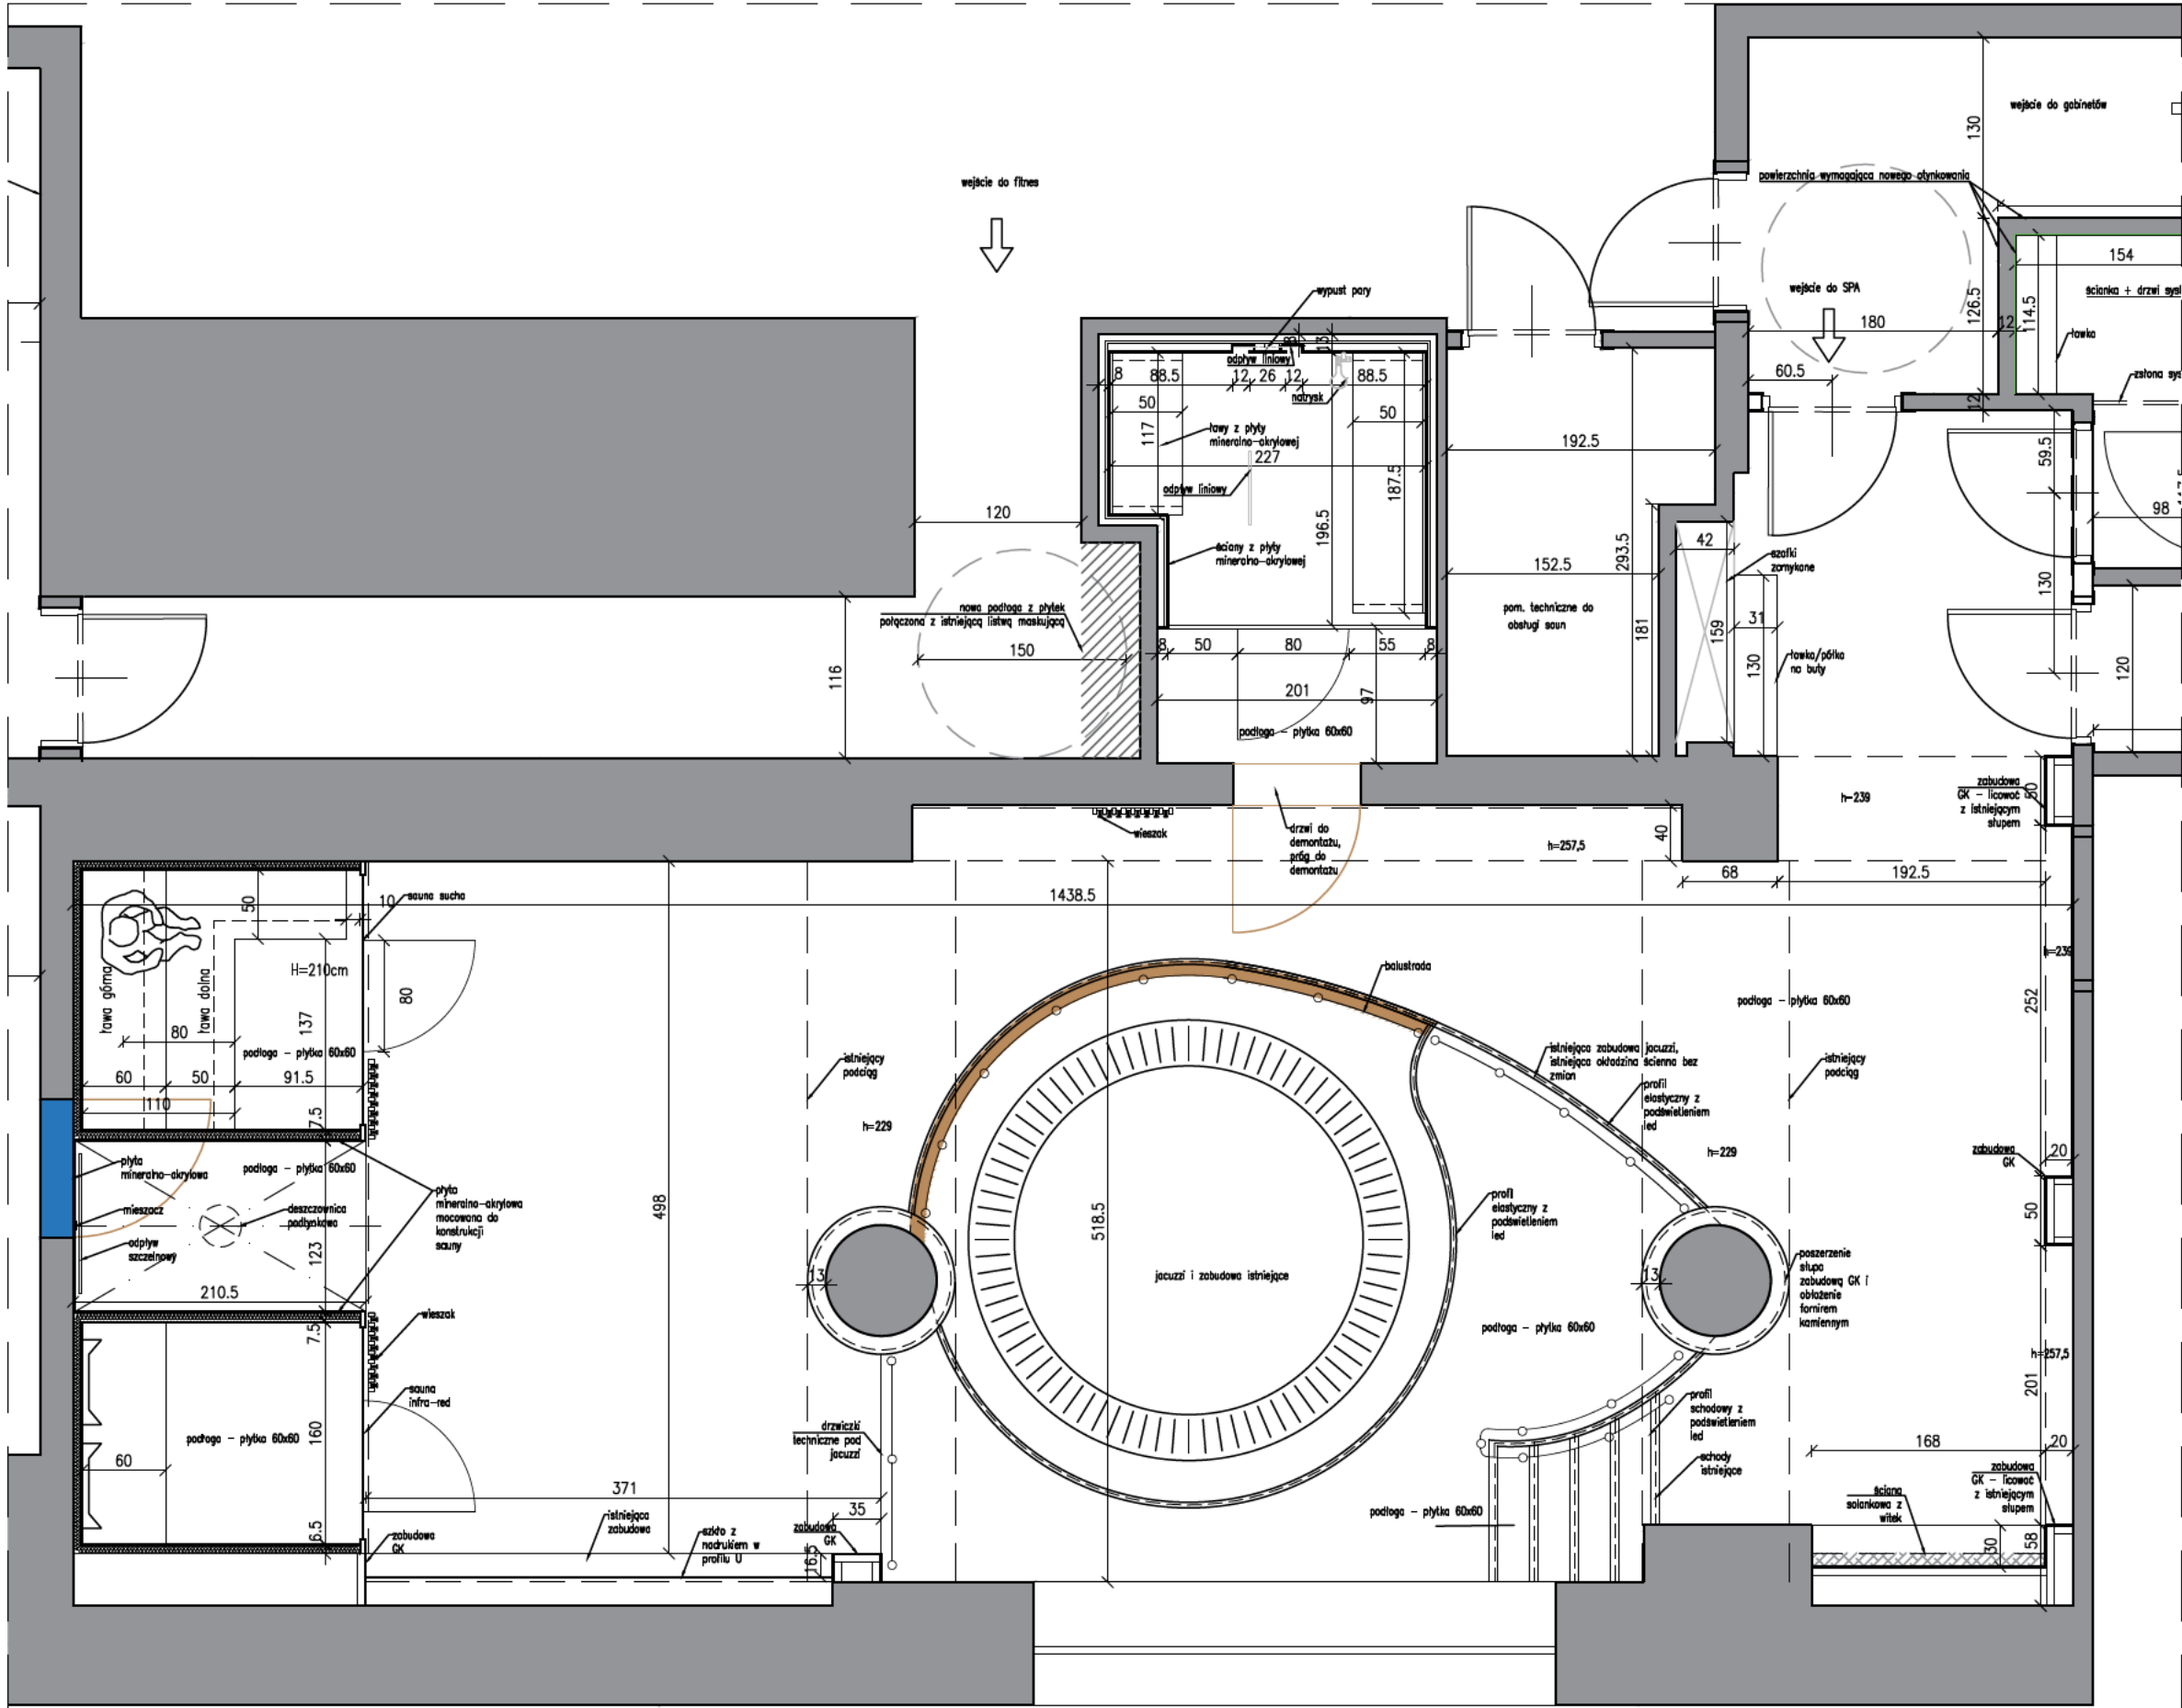 wejście do gabinetów
130
wejście do fitnes
powierzchnia wymagająca nowego otynkowania
154
ścianka + drzwi
wejście do SPA
180
126.5
12
114.5
ławka
60.5
12
59.5
130
98
120
wypust pary
odpływ liniowy
13
8
88.5
12
26
12
88.5
natrysk
50
50
117
ławy z płyty
mineralno-akrylowej
227
187.5
odpływ liniowy
196.5
ściany z płyty
mineralno-akrylowej
120
nowa podłoga z płytek
połączona z istniejącą listwą maskującą
150
116
8
50
80
55
8
201
97
podłoga - płytka 60x60
192.5
152.5
293.5
181
pom. techniczne do
obsługi saun
42
szafki
zamykane
159
31
130
ławka/półka
na buty
wieszak
drzwi do
demontażu,
próg do
demontażu
h=257,5
40
68
192.5
h=239
zabudowa
GK - licować
z istniejącym
słupem
50
1438.5
50
10
sauna sucha
H=210cm
ława górna
ława dolna
80
137
80
podłoga - płytka 60x60
60
50
91.5
110
7.5
płyta
mineralno-akrylowa
podłoga - płytka 60x60
mieszacz
deszczownica
podtynkowa
odpływ
szczelinowy
123
210.5
płyta
mineralno-akrylowa
mocowana do
konstrukcji
sauny
7.5
wieszak
sauna
infra-red
podłoga - płytka 60x60
160
60
6.5
zabudowa
GK
498
371
istniejąca
zabudowa
szkło z
nadrukiem w
profilu U
35
16.5
zabudowa
GK
drzwiczki
techniczne pod
jacuzzi
13
istniejący
podciąg
h=229
518.5
balustrada
istniejąca zabudowa jacuzzi,
istniejąca okładzina ścienna bez
zmian
profil
elastyczny z
podświetleniem
led
profil
elastyczny z
podświetleniem
led
jacuzzi i zabudowa istniejące
podłoga - płytka 60x60
podłoga - płytka 60x60
istniejący
podciąg
h=229
h=239
252
podłoga - płytka 60x60
zabudowa
GK
20
50
13
poszerzenie
słupa
zabudową GK i
obłożenie
fornirem
kamiennym
h=257,5
201
profil
schodowy z
podświetleniem
led
schody
istniejące
168
20
zabudowa
GK - licować
z istniejącym
słupem
ściana
solankowa z
witek
30
58